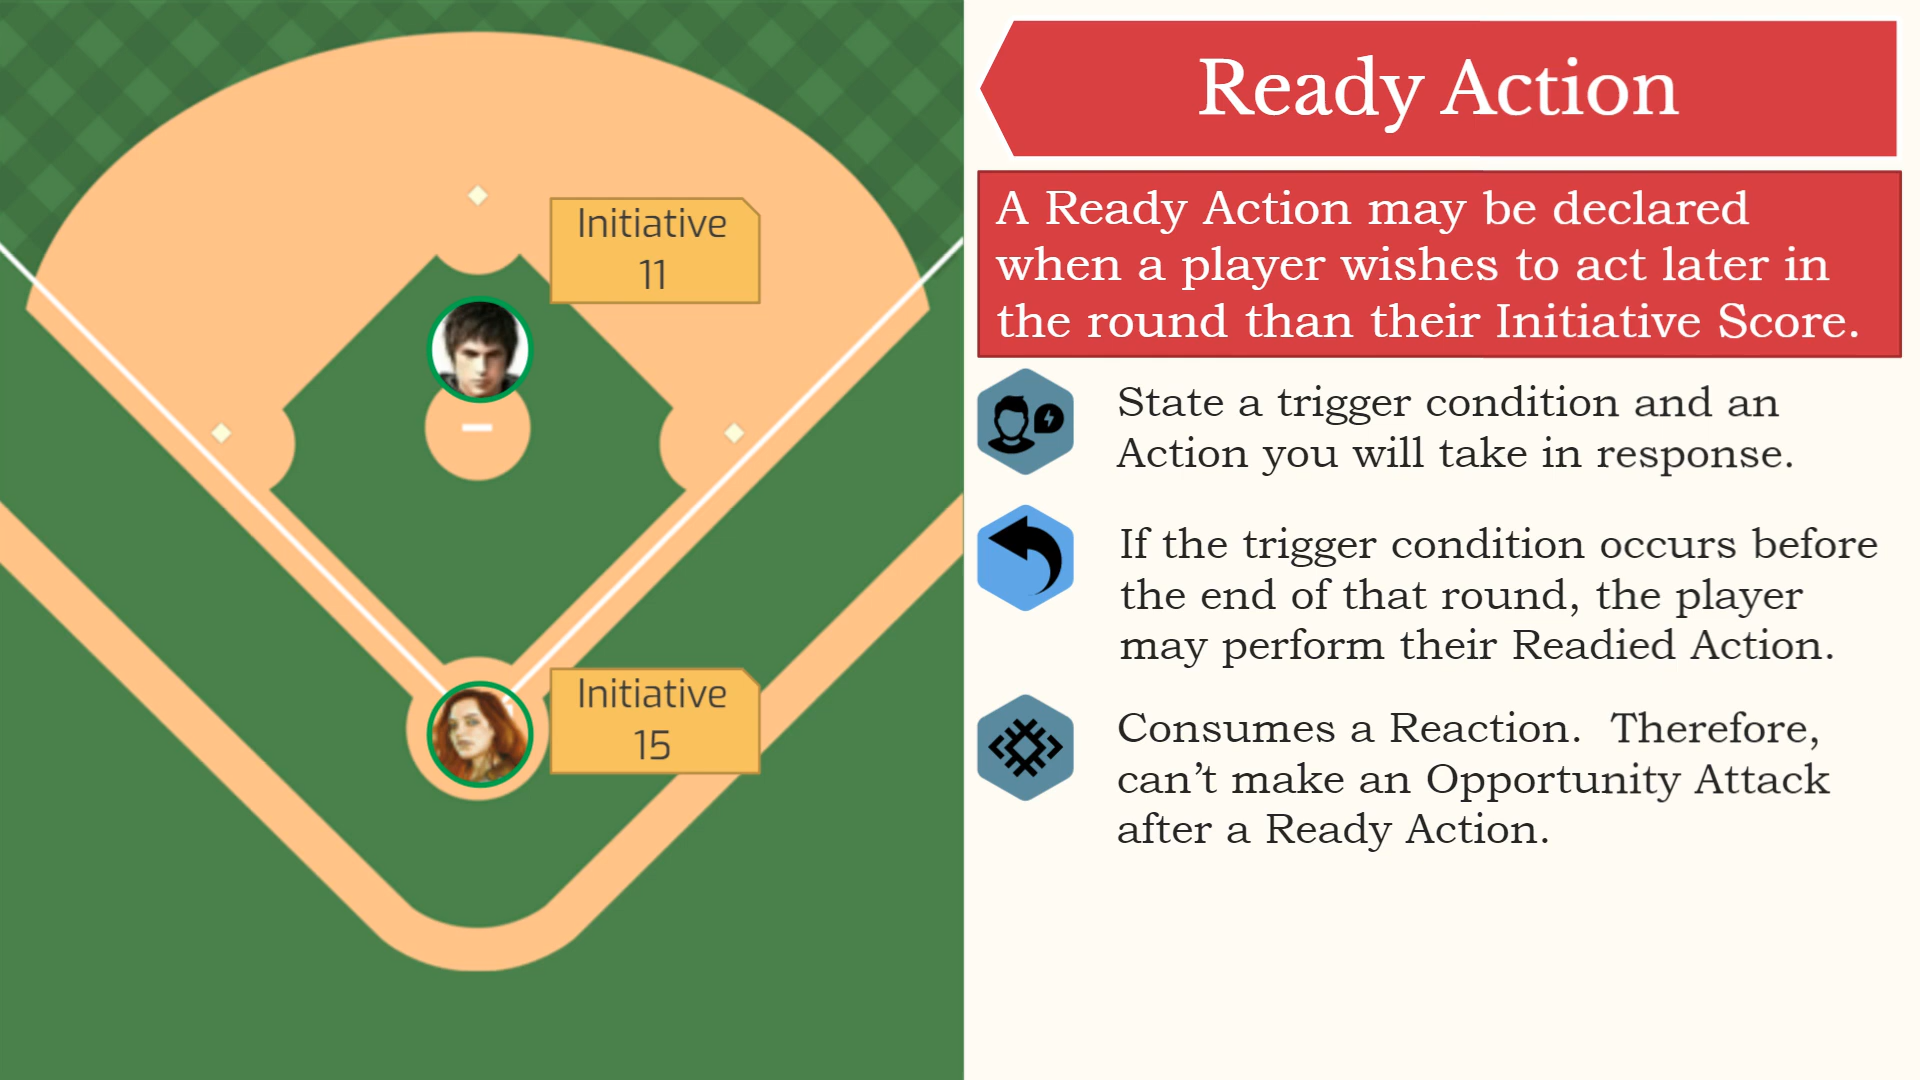 Ready Action
A Ready Action may be declared
when a player wishes to act later in
the round than their Initiative Score.
State a trigger condition and an
Action you will take in response.
If the trigger condition occurs before
the end of that round, the player
may perform their Readied Action.
Consumes a Reaction.  Therefore,
can’t make an Opportunity Attack
after a Ready Action.
Initiative
11
Initiative
15